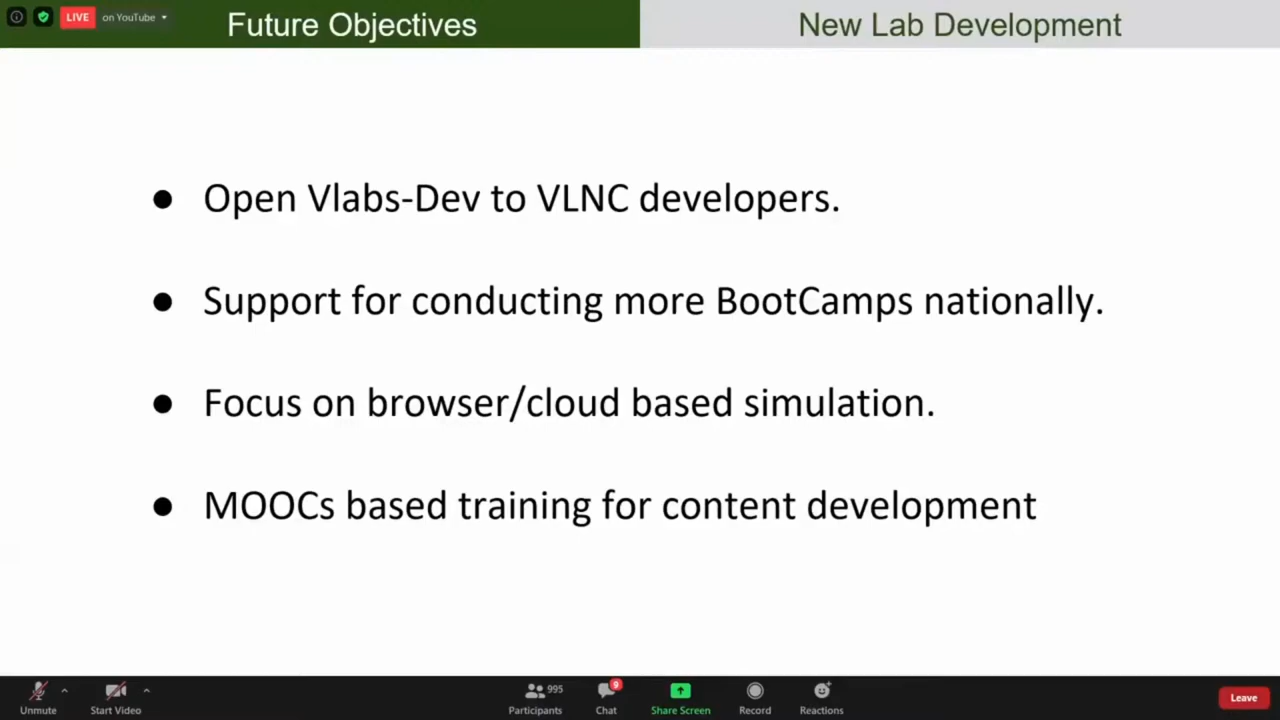 LIVE on YouTube
Future Objectives
New Lab Development
● Open Vlabs-Dev to VLNC developers.
● Support for conducting more BootCamps nationally.
● Focus on browser/cloud based simulation.
● MOOCs based training for content development
Unmute
Start Video
995
Participants
9
Chat
Share Screen
Record
Reactions
Leave